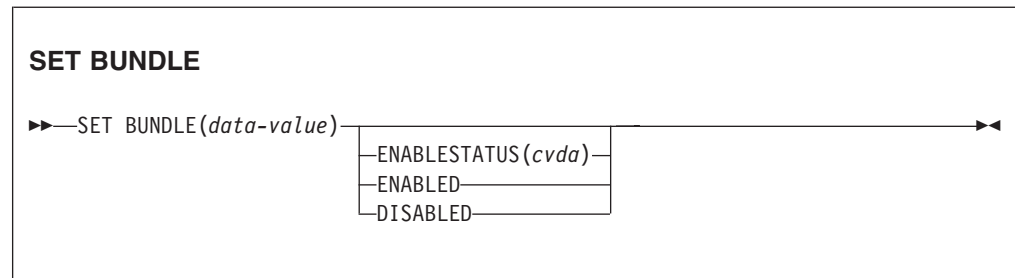 SET BUNDLE
SET BUNDLE(data-value)
ENABLESTATUS(cvda)
ENABLED
DISABLED